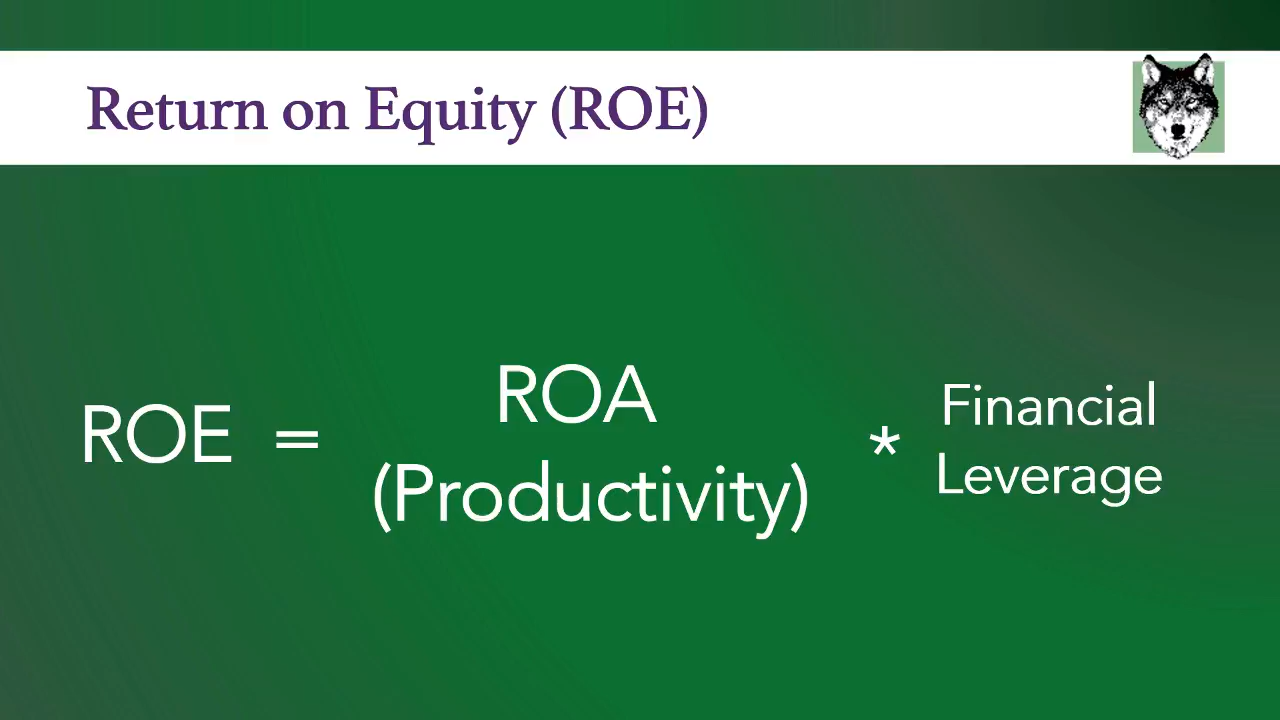 Return on Equity (ROE)
ROE = ROA (Productivity) * Financial Leverage